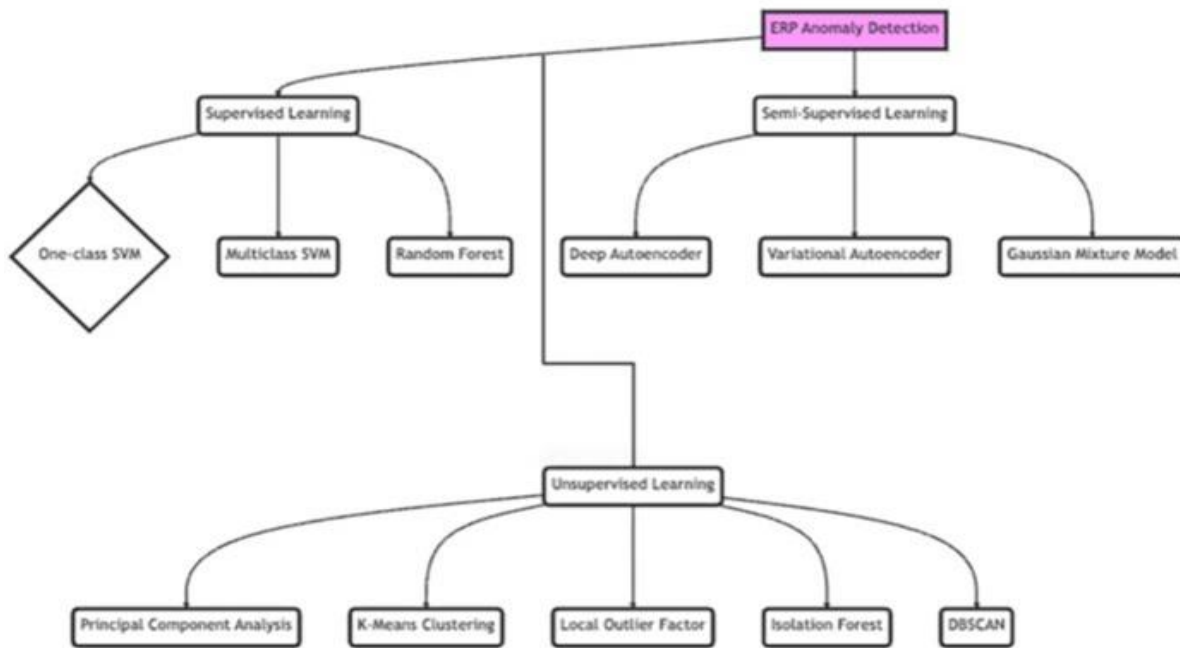 ERP Anomaly Detection
Supervised Learning
Semi-Supervised Learning
One-class SVM
Multiclass SVM
Random Forest
Deep Autoencoder
Variational Autoencoder
Gaussian Mixture Model
Unsupervised Learning
Principal Component Analysis
K-Means Clustering
Local Outlier Factor
Isolation Forest
DBSCAN